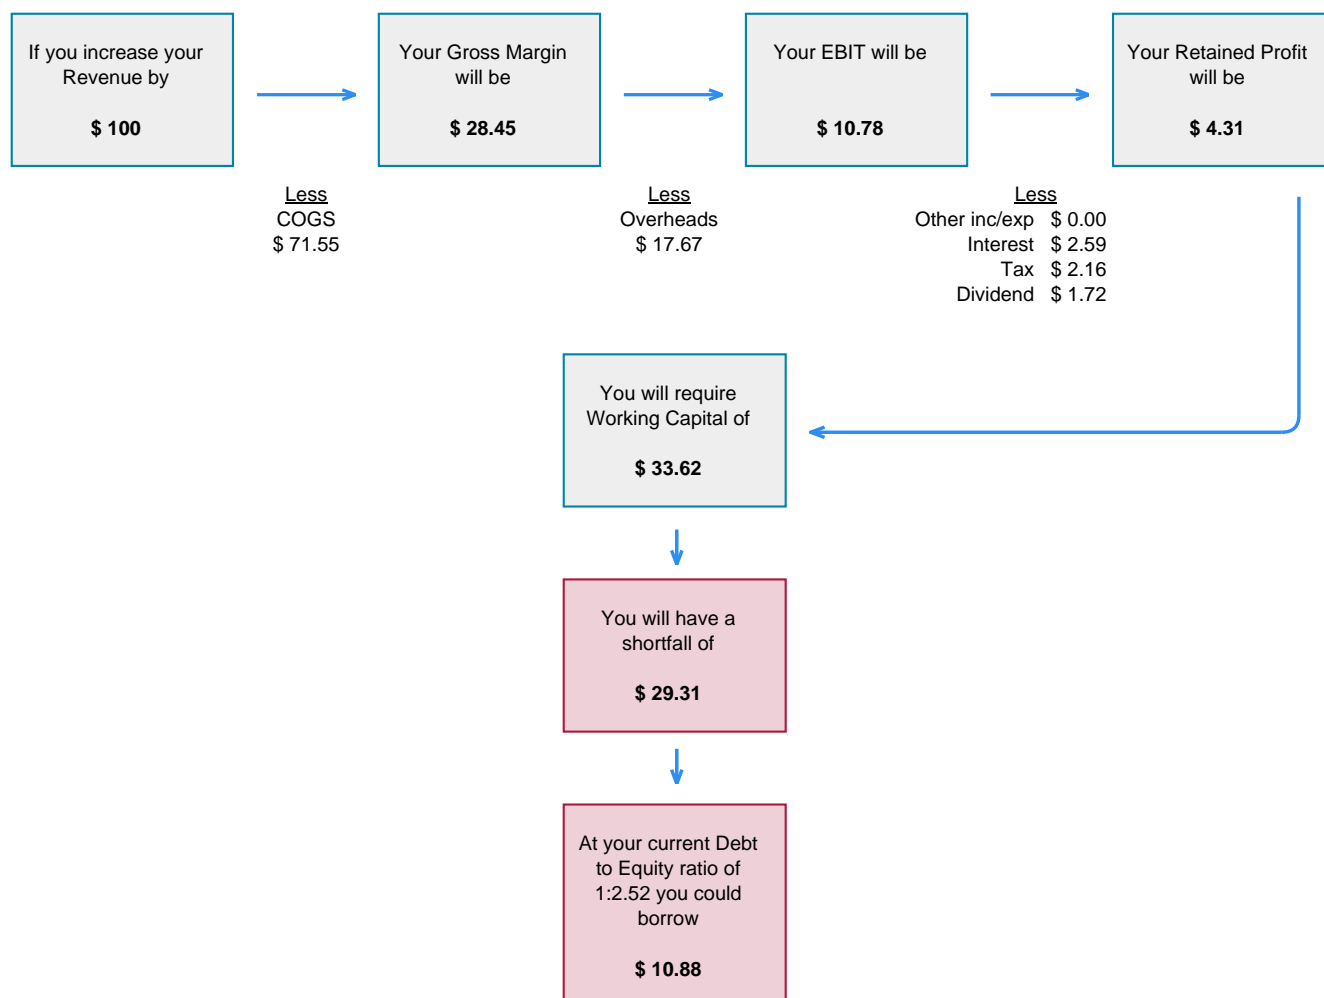 If you increase your
Revenue by
$ 100
Your Gross Margin
will be
$ 28.45
Your EBIT will be
$ 10.78
Your Retained Profit
will be
$ 4.31
Less
COGS
$ 71.55
Less
Overheads
$ 17.67
Less
Other inc/exp $ 0.00
Interest $ 2.59
Tax $ 2.16
Dividend $ 1.72
You will require
Working Capital of
$ 33.62
You will have a
shortfall of
$ 29.31
At your current Debt
to Equity ratio of
1:2.52 you could
borrow
$ 10.88